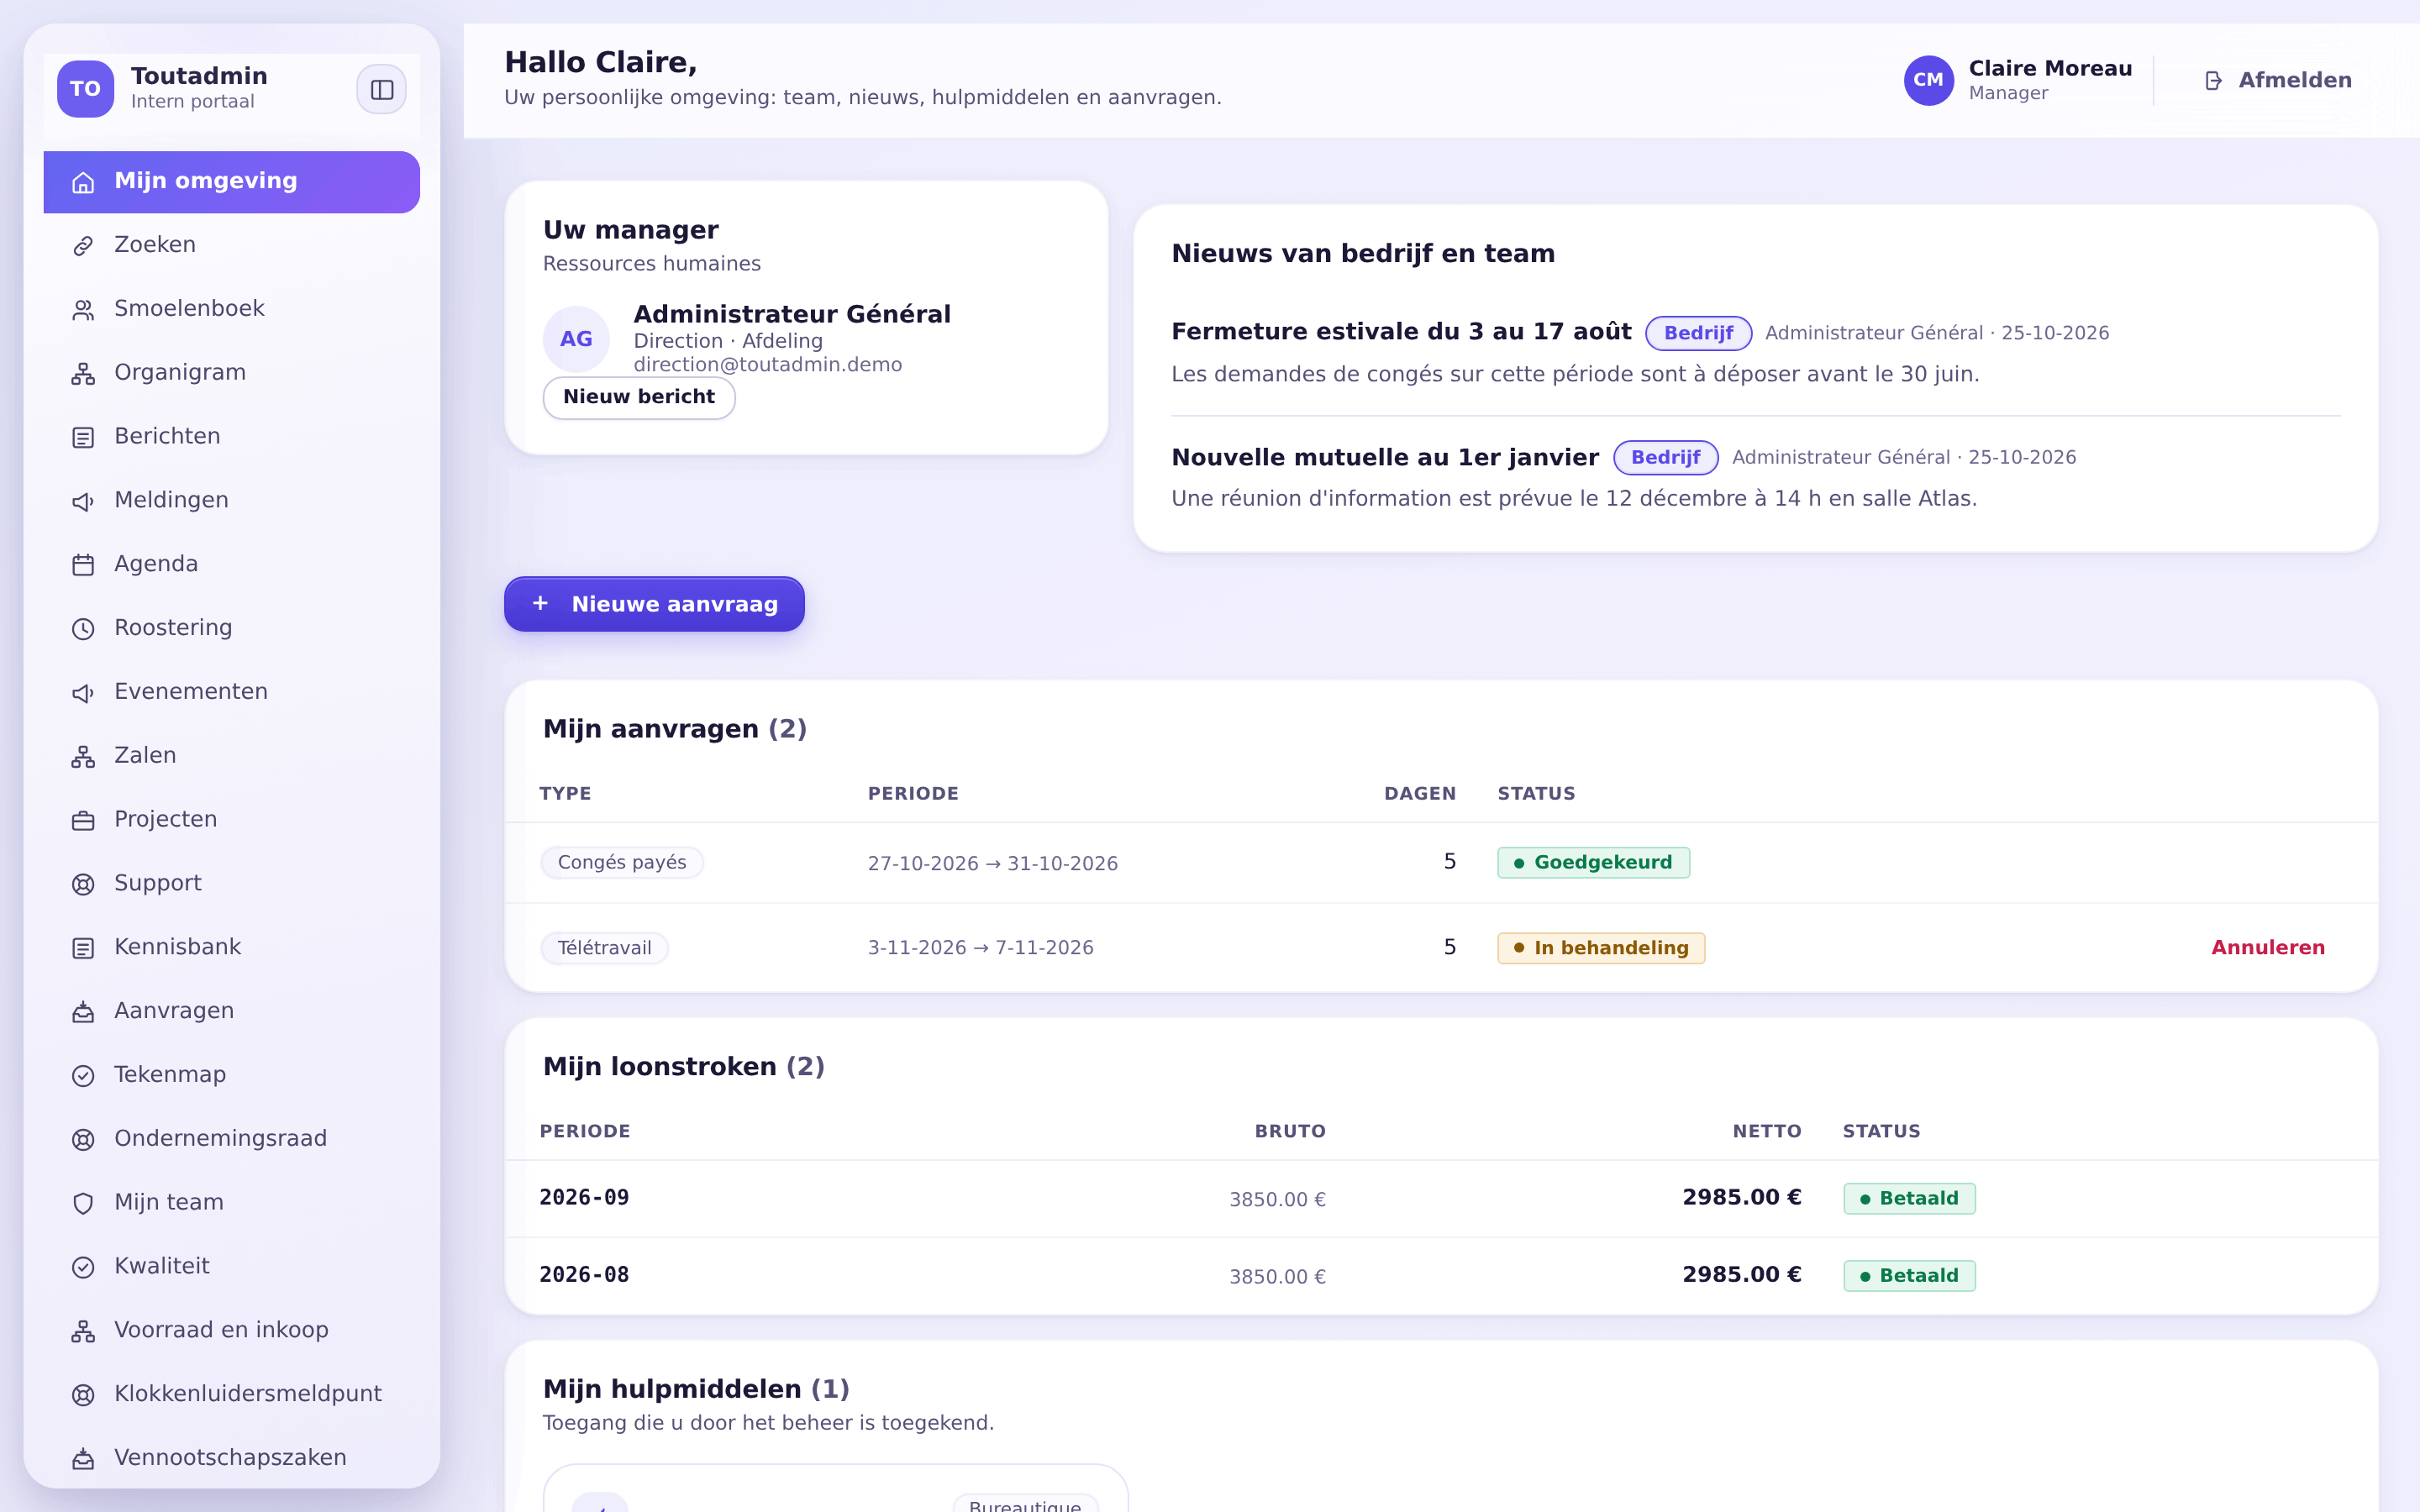 TO
Toutadmin
Intern portaal
Mijn omgeving
Zoeken
Smoelenboek
Organigram
Berichten
Meldingen
Agenda
Roostering
Evenementen
Zalen
Projecten
Support
Kennisbank
Aanvragen
Tekenmap
Ondernemingsraad
Mijn team
Kwaliteit
Voorraad en inkoop
Klokkenluidersmeldpunt
Vennootschapszaken
Hallo Claire,
Uw persoonlijke omgeving: team, nieuws, hulpmiddelen en aanvragen.
CM
Claire Moreau
Manager
Afmelden
Uw manager
Ressources humaines
AG
Administrateur Général
Direction · Afdeling
direction@toutadmin.demo
Nieuw bericht
Nieuws van bedrijf en team
Fermeture estivale du 3 au 17 août Bedrijf Administrateur Général · 25-10-2026
Les demandes de congés sur cette période sont à déposer avant le 30 juin.
Nouvelle mutuelle au 1er janvier Bedrijf Administrateur Général · 25-10-2026
Une réunion d'information est prévue le 12 décembre à 14 h en salle Atlas.
+ Nieuwe aanvraag
Mijn aanvragen (2)
TYPE PERIODE DAGEN STATUS
Congés payés 27-10-2026 → 31-10-2026 5 Goedgekeurd
Télétravail 3-11-2026 → 7-11-2026 5 In behandeling Annuleren
Mijn loonstroken (2)
PERIODE BRUTO NETTO STATUS
2026-09 3850.00 € 2985.00 € Betaald
2026-08 3850.00 € 2985.00 € Betaald
Mijn hulpmiddelen (1)
Toegang die u door het beheer is toegekend.
Bureautique